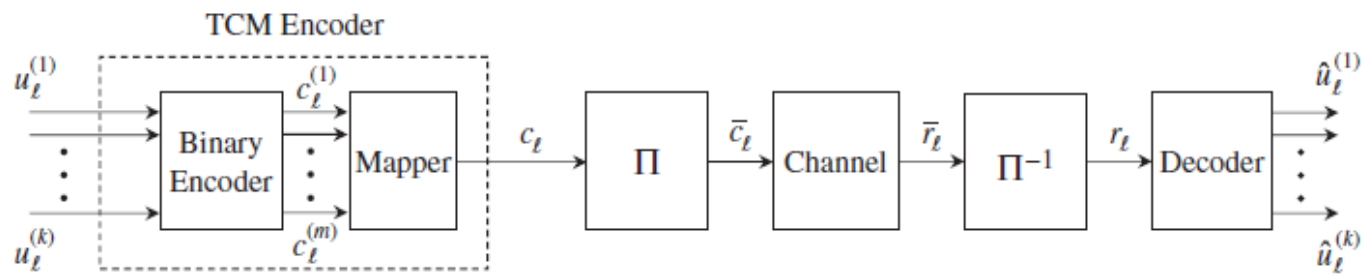 TCM Encoder
u_ℓ^(1)
c_ℓ^(1)
û_ℓ^(1)
Binary
Encoder
Mapper
c_ℓ
Π
c̄_ℓ
Channel
r̄_ℓ
Π⁻¹
r_ℓ
Decoder
u_ℓ^(k)
c_ℓ^(m)
û_ℓ^(k)